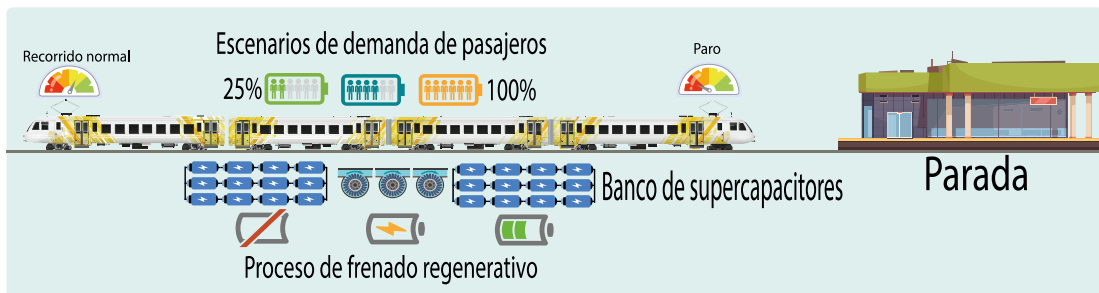 Escenarios de demanda de pasajeros
Recorrido normal
Paro
25%
100%
Banco de supercapacitores
Parada
Proceso de frenado regenerativo